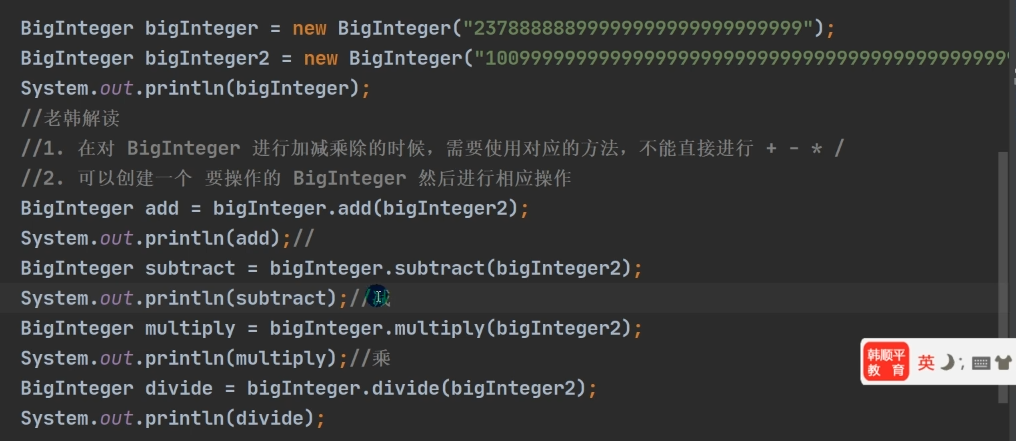 BigInteger bigInteger = new BigInteger("23788888899999999999999999999");
BigInteger bigInteger2 = new BigInteger("1009999999999999999999999999999999999999999999
System.out.println(bigInteger);
//老韩解读
//1. 在对 BigInteger 进行加减乘除的时候，需要使用对应的方法，不能直接进行 + - * /
//2. 可以创建一个 要操作的 BigInteger 然后进行相应操作
BigInteger add = bigInteger.add(bigInteger2);
System.out.println(add);//
BigInteger subtract = bigInteger.subtract(bigInteger2);
System.out.println(subtract);//减
BigInteger multiply = bigInteger.multiply(bigInteger2);
System.out.println(multiply);//乘
BigInteger divide = bigInteger.divide(bigInteger2);
System.out.println(divide);
韩顺平
教 育
英 ;